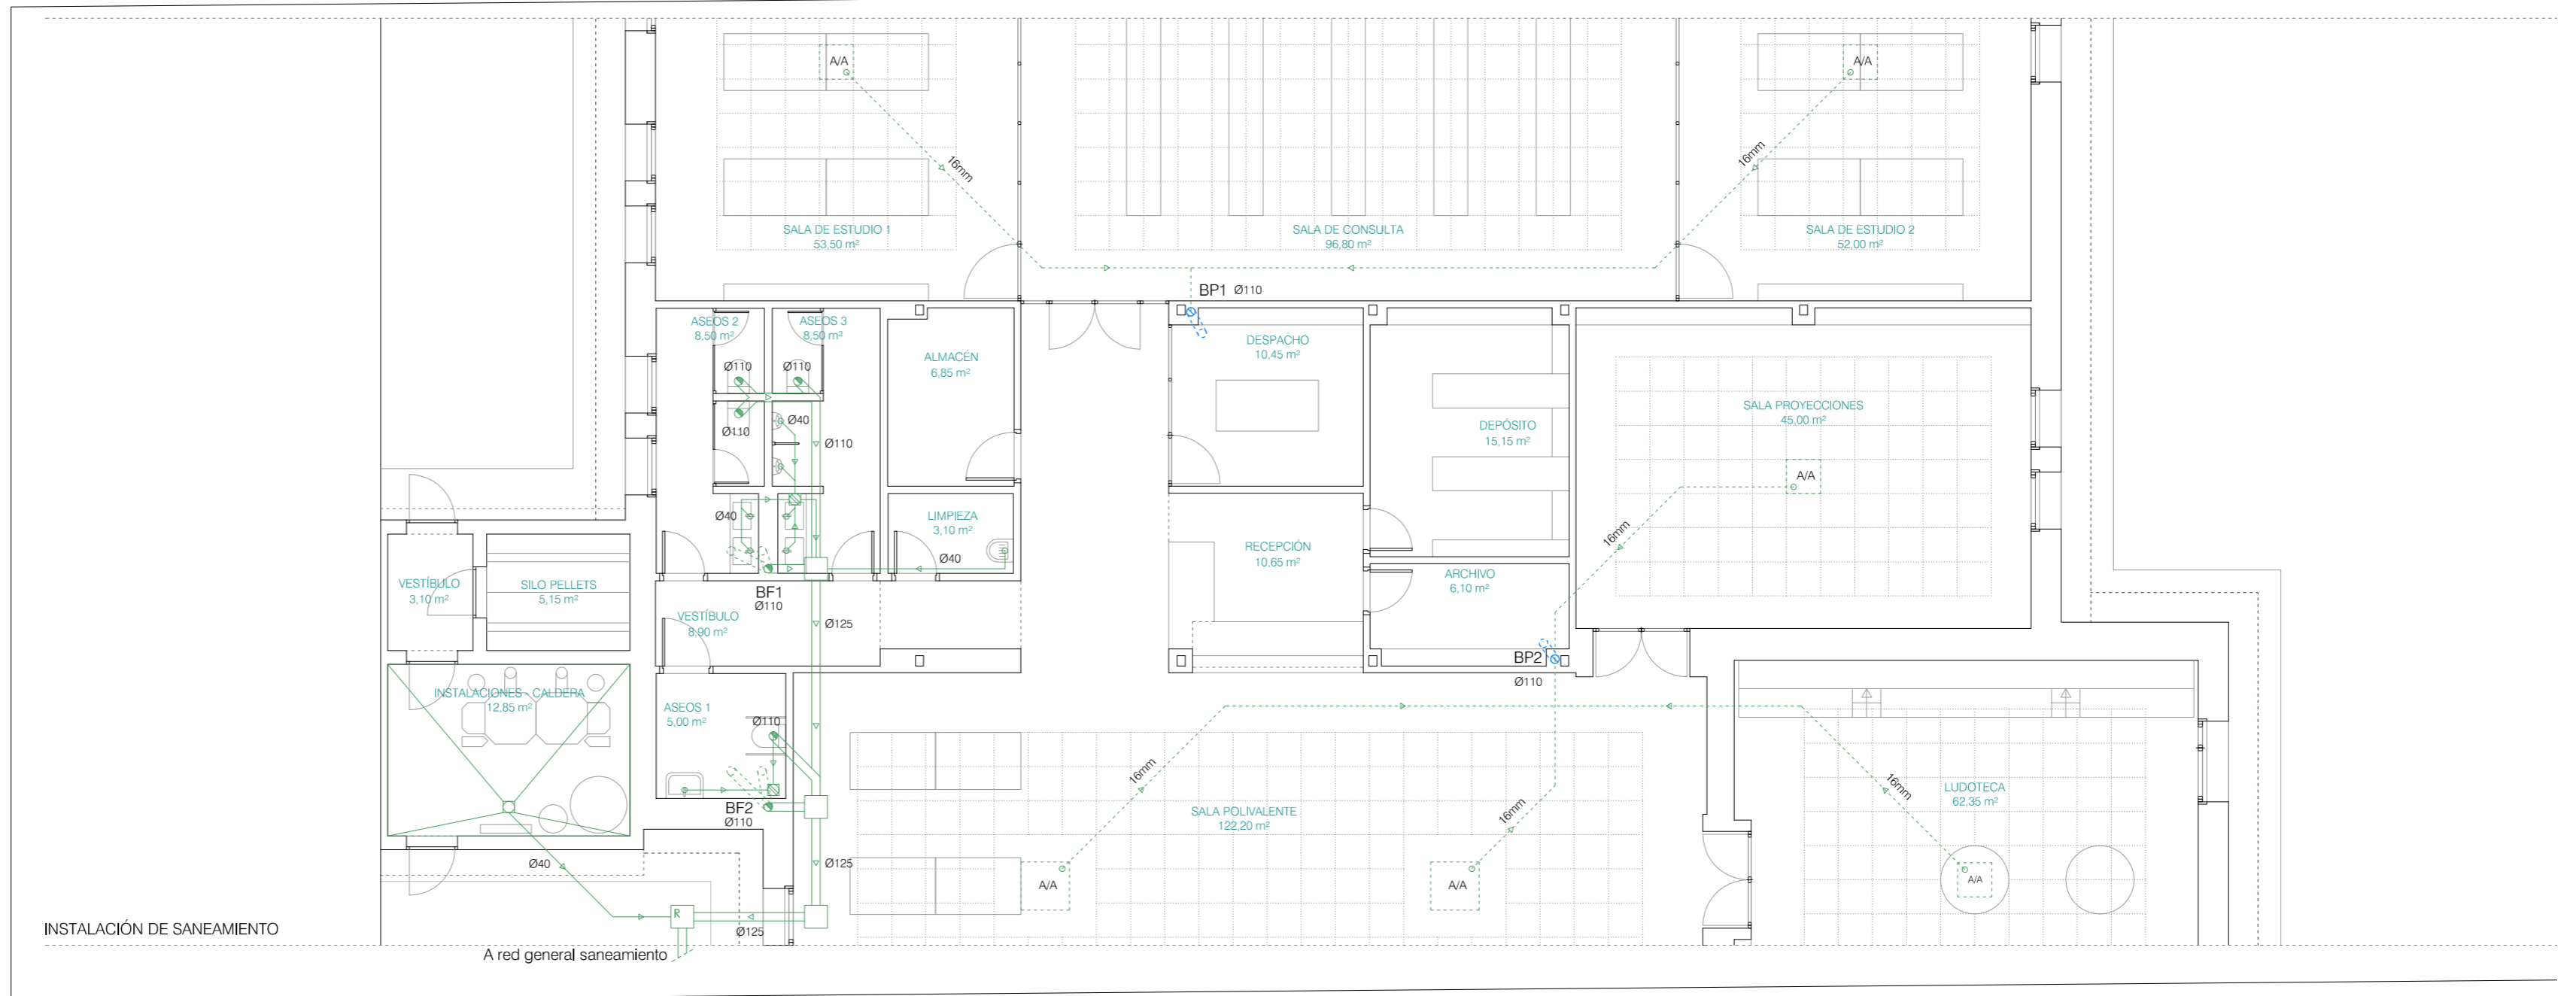 A/A
A/A
16mm
16mm
SALA DE ESTUDIO 1
53,50 m²
SALA DE CONSULTA
96,80 m²
SALA DE ESTUDIO 2
52,00 m²
BP1 Ø110
ASEOS 2
8,50 m²
ASEOS 3
8,50 m²
ALMACÉN
6,85 m²
DESPACHO
10,45 m²
Ø110
Ø110
Ø110
Ø40
Ø110
DEPÓSITO
15,15 m²
SALA PROYECCIONES
45,00 m²
A/A
16mm
Ø40
LIMPIEZA
3,10 m²
Ø40
RECEPCIÓN
10,65 m²
ARCHIVO
6,10 m²
VESTÍBULO
3,10 m²
SILO PELLETS
5,15 m²
BF1
Ø110
VESTÍBULO
8,90 m²
Ø125
BP2
Ø110
INSTALACIONES - CALDERA
12,85 m²
ASEOS 1
5,00 m²
Ø110
16mm
16mm
16mm
BF2
Ø110
SALA POLIVALENTE
122,20 m²
LUDOTECA
62,35 m²
Ø40
Ø125
A/A
A/A
A/A
R
Ø125
INSTALACIÓN DE SANEAMIENTO
A red general saneamiento